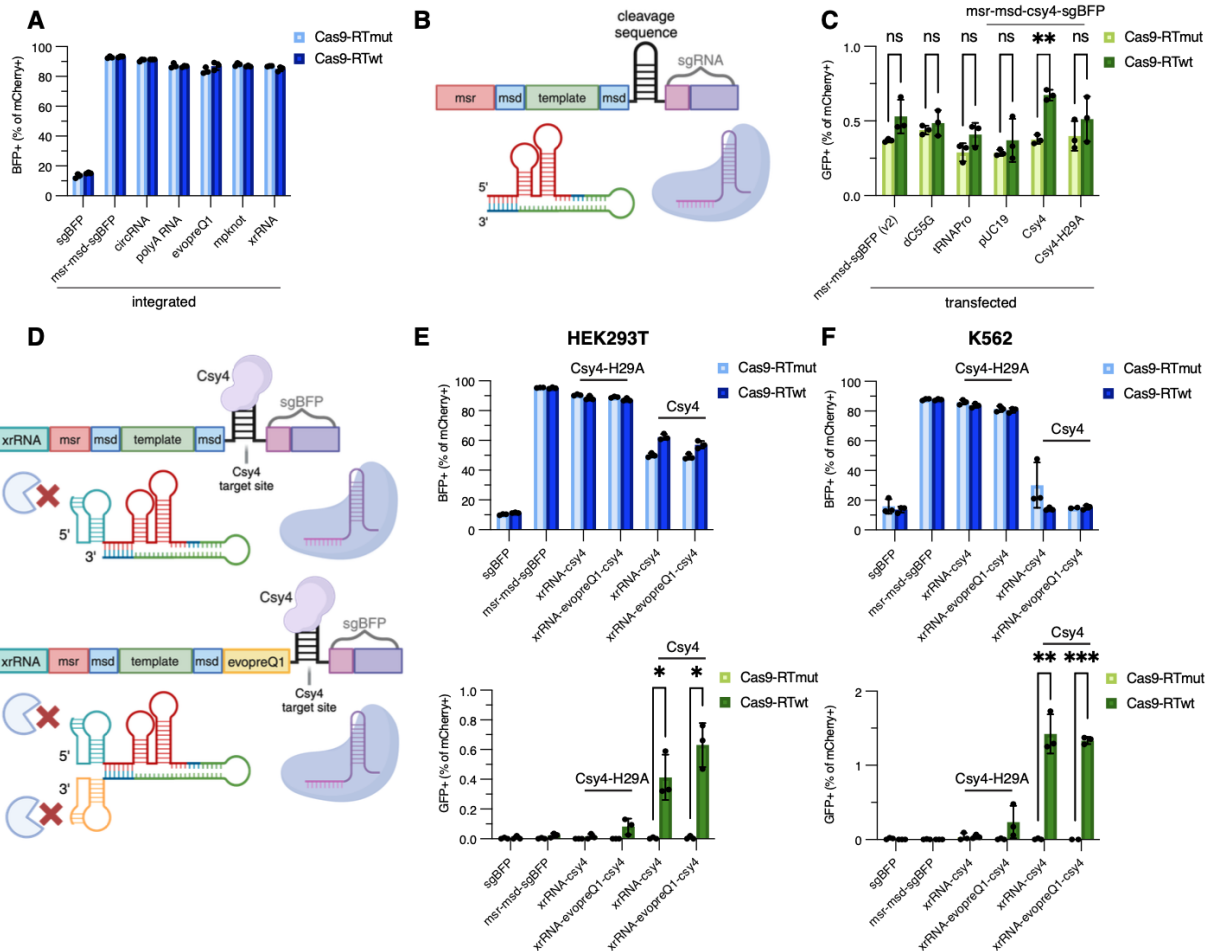 A
Cas9-RTmut
Cas9-RTwt
BFP+ (% of mCherry+)
100
80
60
40
20
0
sgBFP
msr-msd-sgBFP
circRNA
polyA RNA
evopreQ1
mpknot
xrRNA
integrated
B
cleavage
sequence
sgRNA
msr
msd
template
msd
5'
3'
C
msr-msd-csy4-sgBFP
ns
ns
ns
ns
**
ns
Cas9-RTmut
Cas9-RTwt
GFP+ (% of mCherry+)
1.0
0.5
0.0
msr-msd-sgBFP (v2)
dC55G
tRNAPro
pUC19
Csy4
Csy4-H29A
transfected
D
Csy4
sgBFP
xrRNA
msr
msd
template
msd
Csy4
target site
5'
3'
Csy4
sgBFP
xrRNA
msr
msd
template
msd
evopreQ1
Csy4
target site
5'
3'
E
HEK293T
Cas9-RTmut
Cas9-RTwt
Csy4-H29A
Csy4
BFP+ (% of mCherry+)
100
80
60
40
20
0
sgBFP
msr-msd-sgBFP
xrRNA-csy4
xrRNA-evopreQ1-csy4
xrRNA-csy4
xrRNA-evopreQ1-csy4
Csy4
*
*
Cas9-RTmut
Cas9-RTwt
Csy4-H29A
GFP+ (% of mCherry+)
1.0
0.8
0.6
0.4
0.2
0.0
sgBFP
msr-msd-sgBFP
xrRNA-csy4
xrRNA-evopreQ1-csy4
xrRNA-csy4
xrRNA-evopreQ1-csy4
F
K562
Cas9-RTmut
Cas9-RTwt
Csy4-H29A
Csy4
BFP+ (% of mCherry+)
100
80
60
40
20
0
sgBFP
msr-msd-sgBFP
xrRNA-csy4
xrRNA-evopreQ1-csy4
xrRNA-csy4
xrRNA-evopreQ1-csy4
Csy4
**
***
Cas9-RTmut
Cas9-RTwt
Csy4-H29A
GFP+ (% of mCherry+)
2
1
0
sgBFP
msr-msd-sgBFP
xrRNA-csy4
xrRNA-evopreQ1-csy4
xrRNA-csy4
xrRNA-evopreQ1-csy4